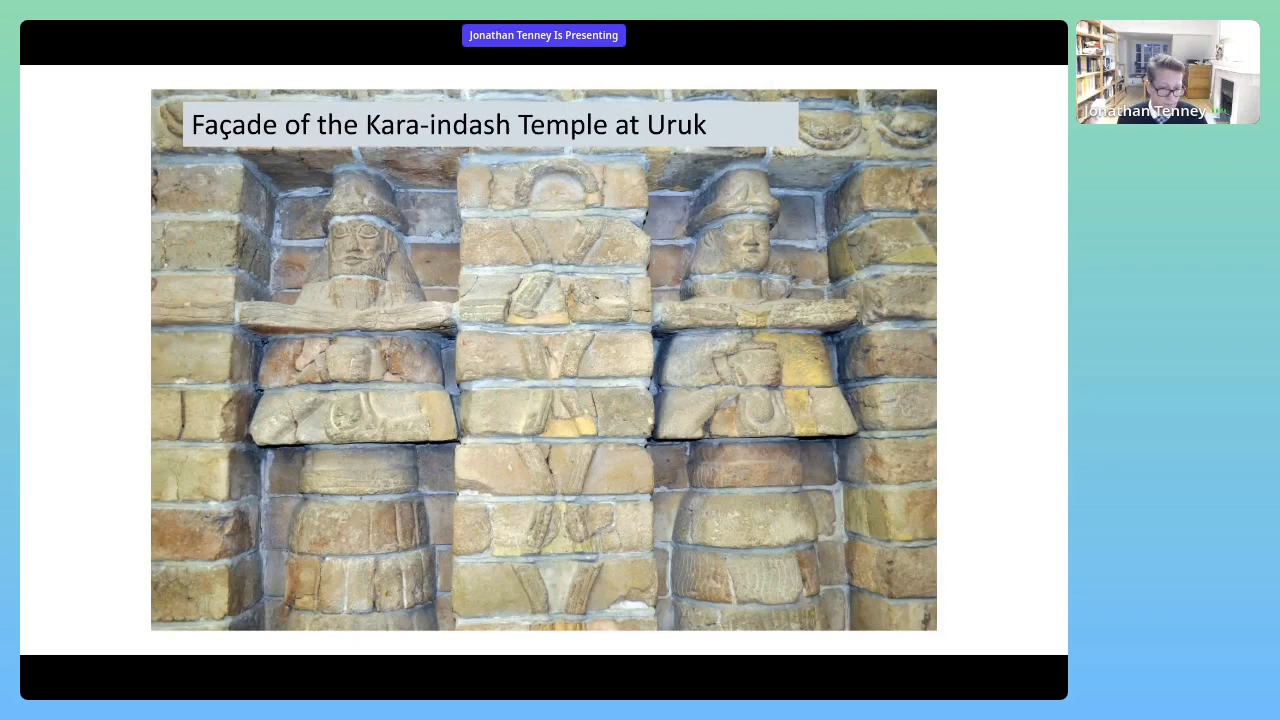 Jonathan Tenney Is Presenting
Façade of the Kara-indash Temple at Uruk
Jonathan Tenney